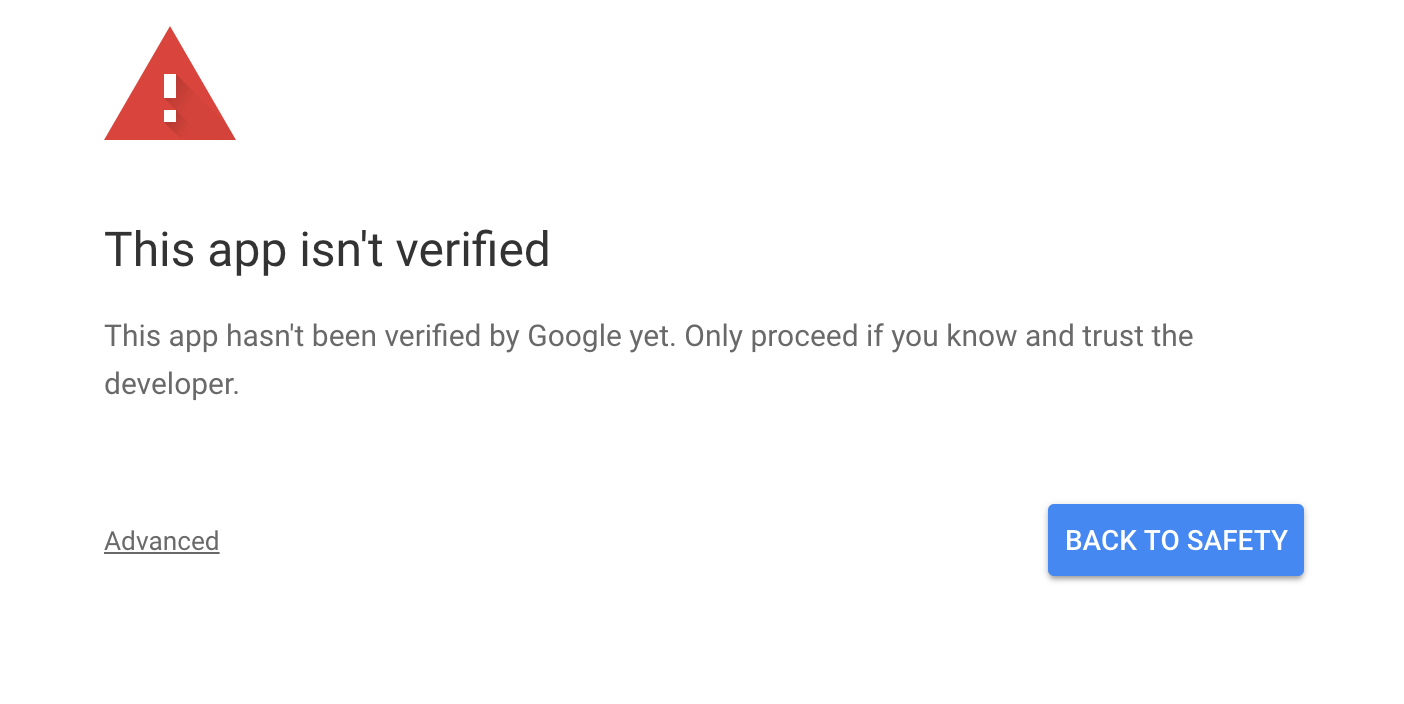 This app isn't verified
This app hasn't been verified by Google yet. Only proceed if you know and trust the
developer.
Advanced
BACK TO SAFETY